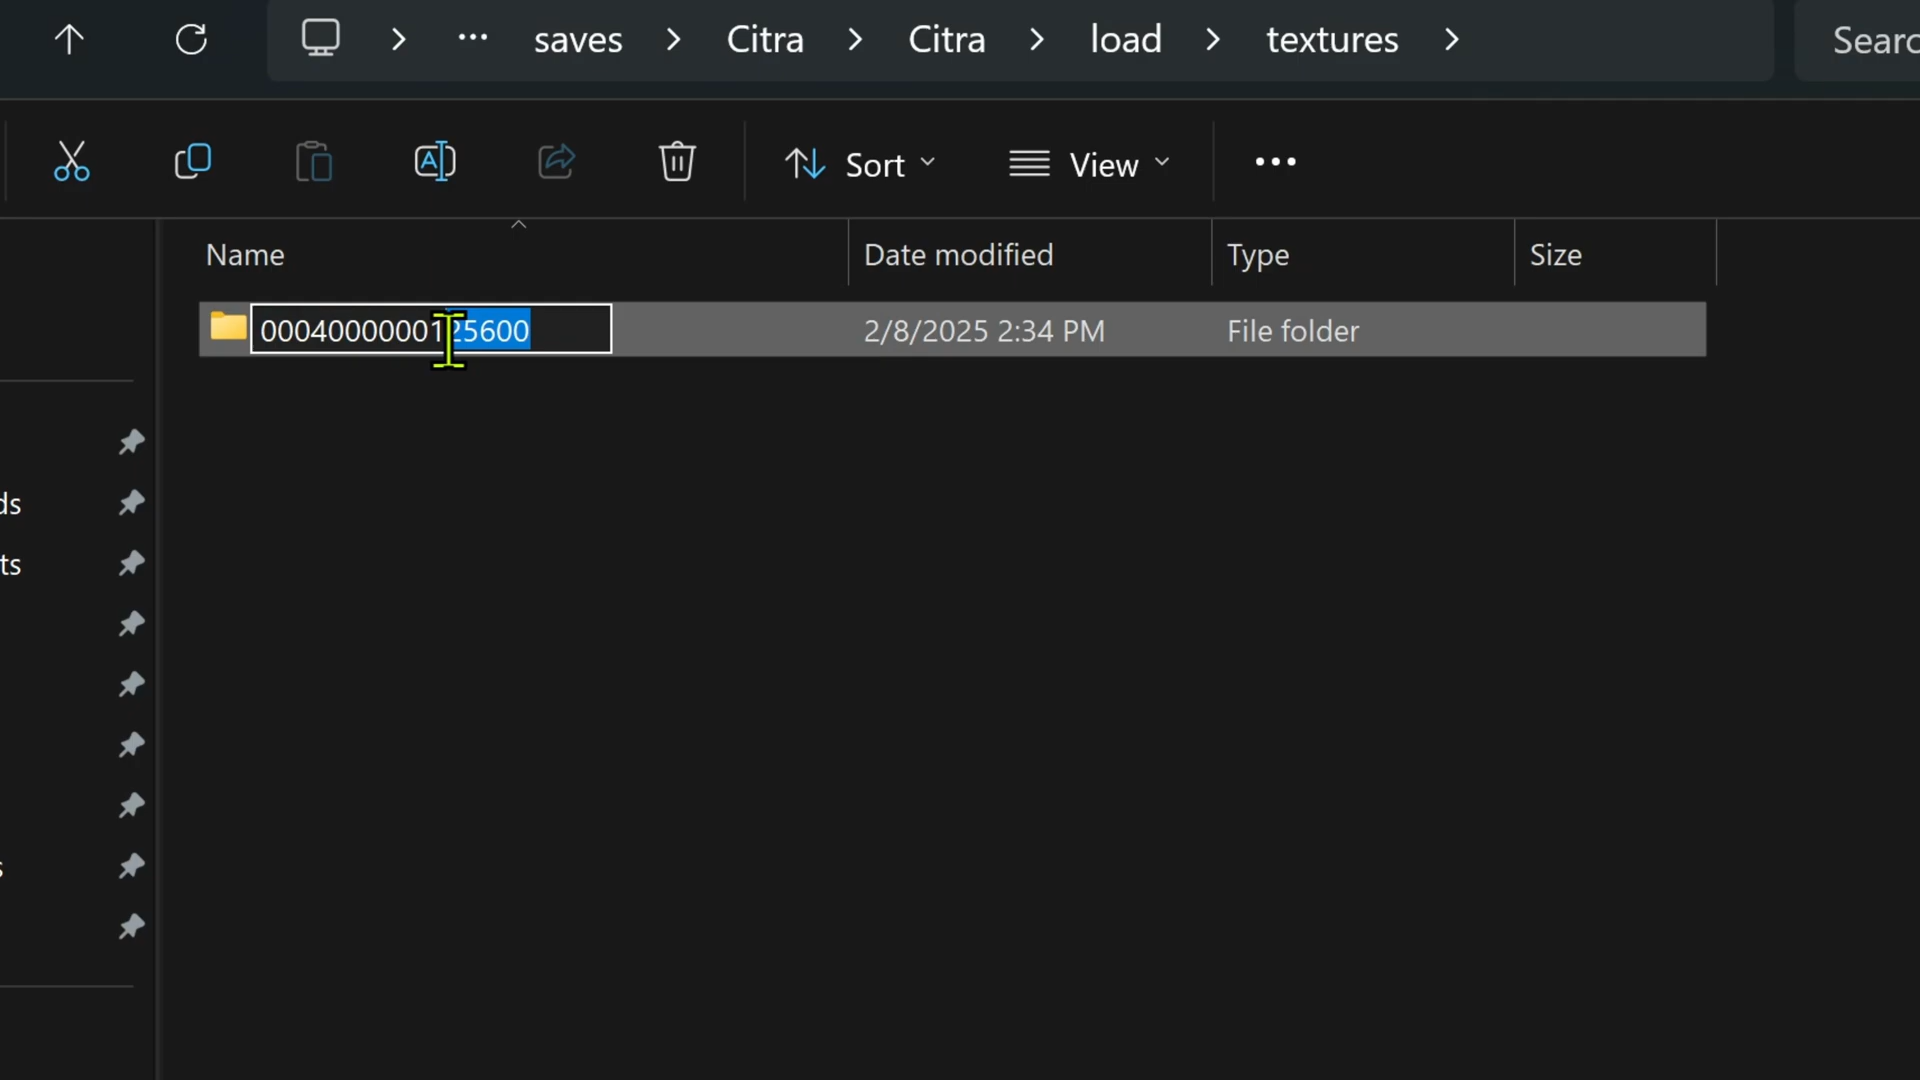 ... saves > Citra > Citra > load > textures >
Searc
Sort
View
...
Name
Date modified
Type
Size
0004000000125600
2/8/2025 2:34 PM
File folder
ds
ts
s